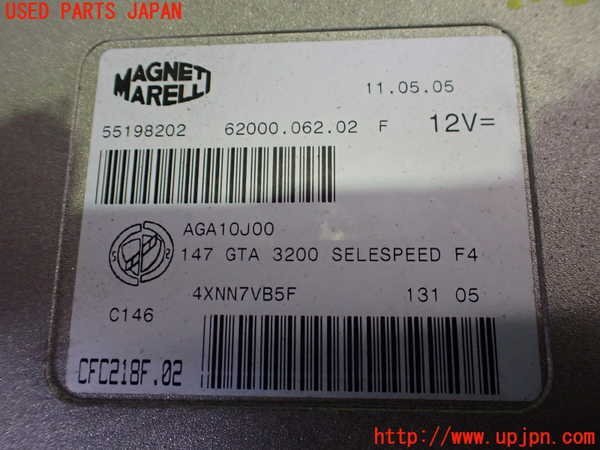 USED PARTS JAPAN
MAGNETI
MARELLI
11.05.05
55198202 62000.062.02 F 12V=
AGA10J00
147 GTA 3200 SELESPEED F4
4XNN7VB5F 131 05
C146
CFC218F.02
http://www.upjpn.com/